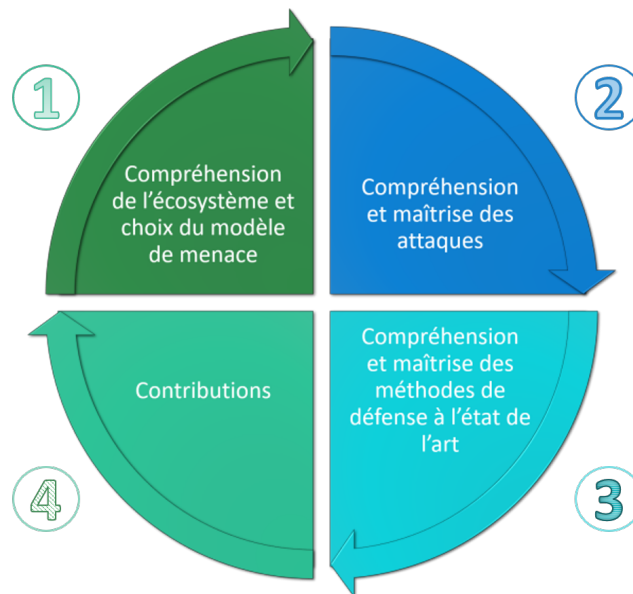 1
Compréhension
de l'écosystème et
choix du modèle
de menace
2
Compréhension
et maîtrise des
attaques
3
Compréhension
et maîtrise des
méthodes de
défense à l'état de
l'art
4
Contributions